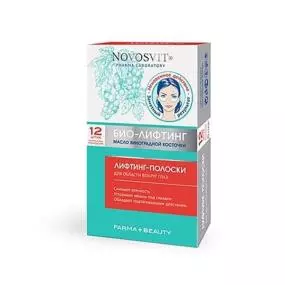 NOVOSVIT®
PHARMA LABORATORY
12
БИО-ЛИФТИНГ
МАСЛО ВИНОГРАДНОЙ КОСТОЧКИ
ЛИФТИНГ-ПОЛОСКИ
ДЛЯ ОБЛАСТИ ВОКРУГ ГЛАЗ
Снимают отечность
Устраняют мешки под глазами
Обладают подтягивающим действием
FARMA + BEAUTY